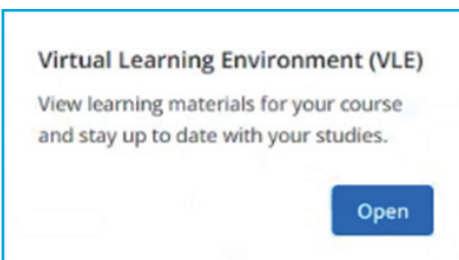 Virtual Learning Environment (VLE)
View learning materials for your course
and stay up to date with your studies.
Open